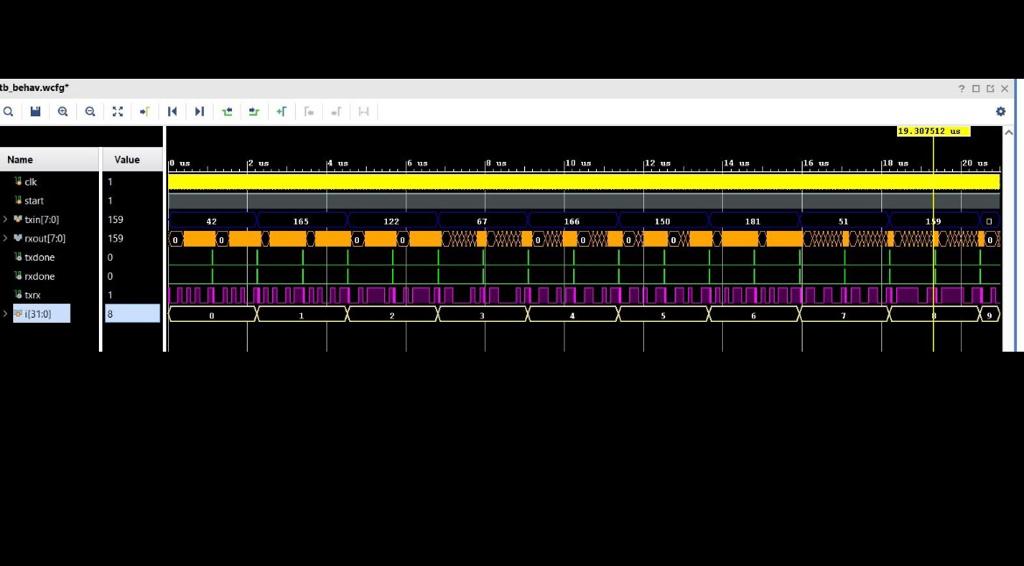 tb_behav.wcfg*
19.307512 us
Name Value
0 us 2 us 4 us 6 us 8 us 10 us 12 us 14 us 16 us 18 us 20 us
clk 1
start 1
txin[7:0] 159 42 165 122 67 166 150 181 51 159
rxout[7:0] 159 0 0 0 0 0 0 0 0 0
txdone 0
rxdone 0
txrx 1
i[31:0] 8 0 1 2 3 4 5 6 7 8 9